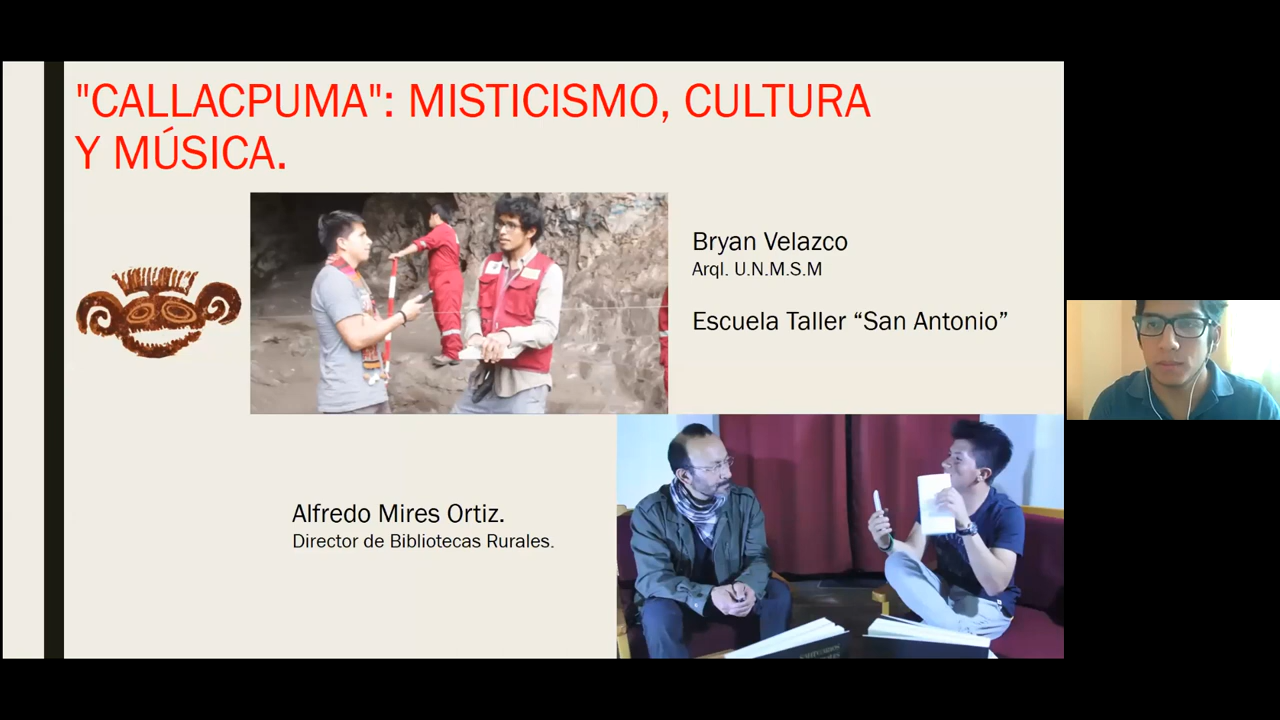 "CALLACPUMA": MISTICISMO, CULTURA
Y MÚSICA.
Bryan Velazco
Arql. U.N.M.S.M
Escuela Taller “San Antonio”
Alfredo Mires Ortiz.
Director de Bibliotecas Rurales.